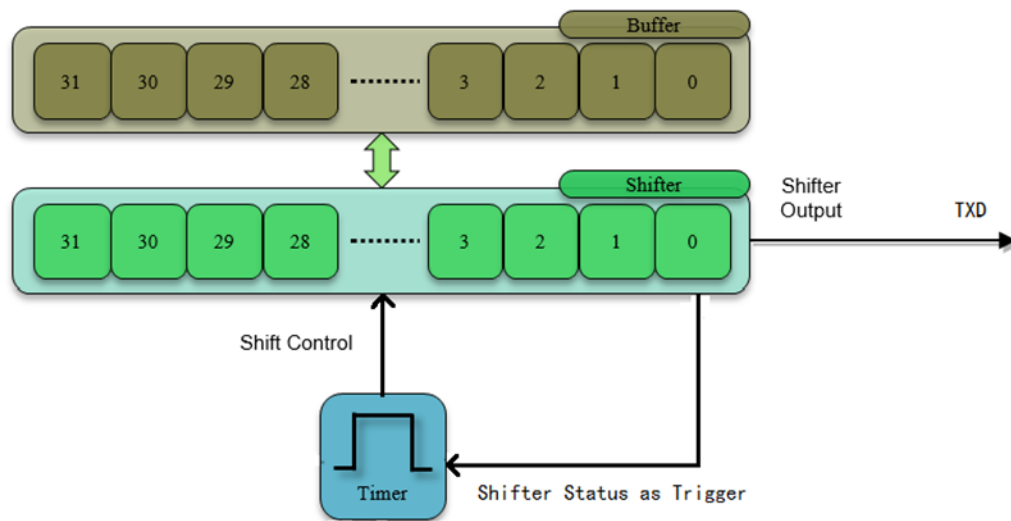 Buffer
31 30 29 28 ........ 3 2 1 0
Shifter
31 30 29 28 ........ 3 2 1 0
Shifter
Output
TXD
Shift Control
Timer
Shifter Status as Trigger